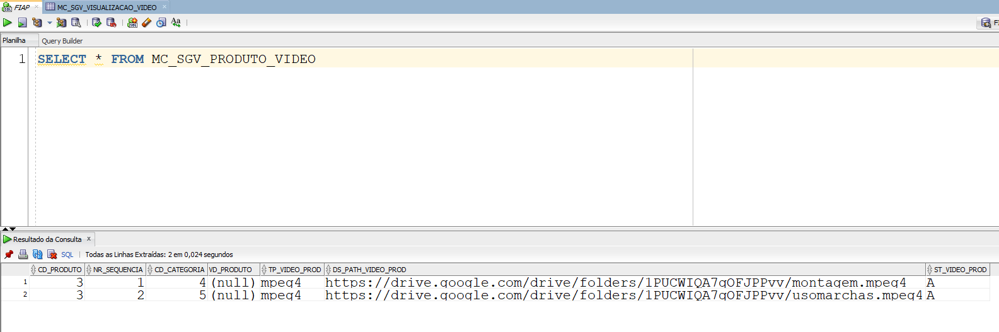 FIAP MC_SGV_VISUALIZACAO_VIDEO
Planilha Query Builder
1 SELECT * FROM MC_SGV_PRODUTO_VIDEO
Resultado da Consulta
SQL Todas as Linhas Extraídas: 2 em 0,024 segundos
CD_PRODUTO NR_SEQUENCIA CD_CATEGORIA VD_PRODUTO TP_VIDEO_PROD DS_PATH_VIDEO_PROD ST_VIDEO_PROD
1 3 1 4 (null) mpeg4 https://drive.google.com/drive/folders/1PUCWIQA7gOFJPPvv/montagem.mpeg4 A
2 3 2 5 (null) mpeg4 https://drive.google.com/drive/folders/1PUCWIQA7gOFJPPvv/usomarchas.mpeg4 A